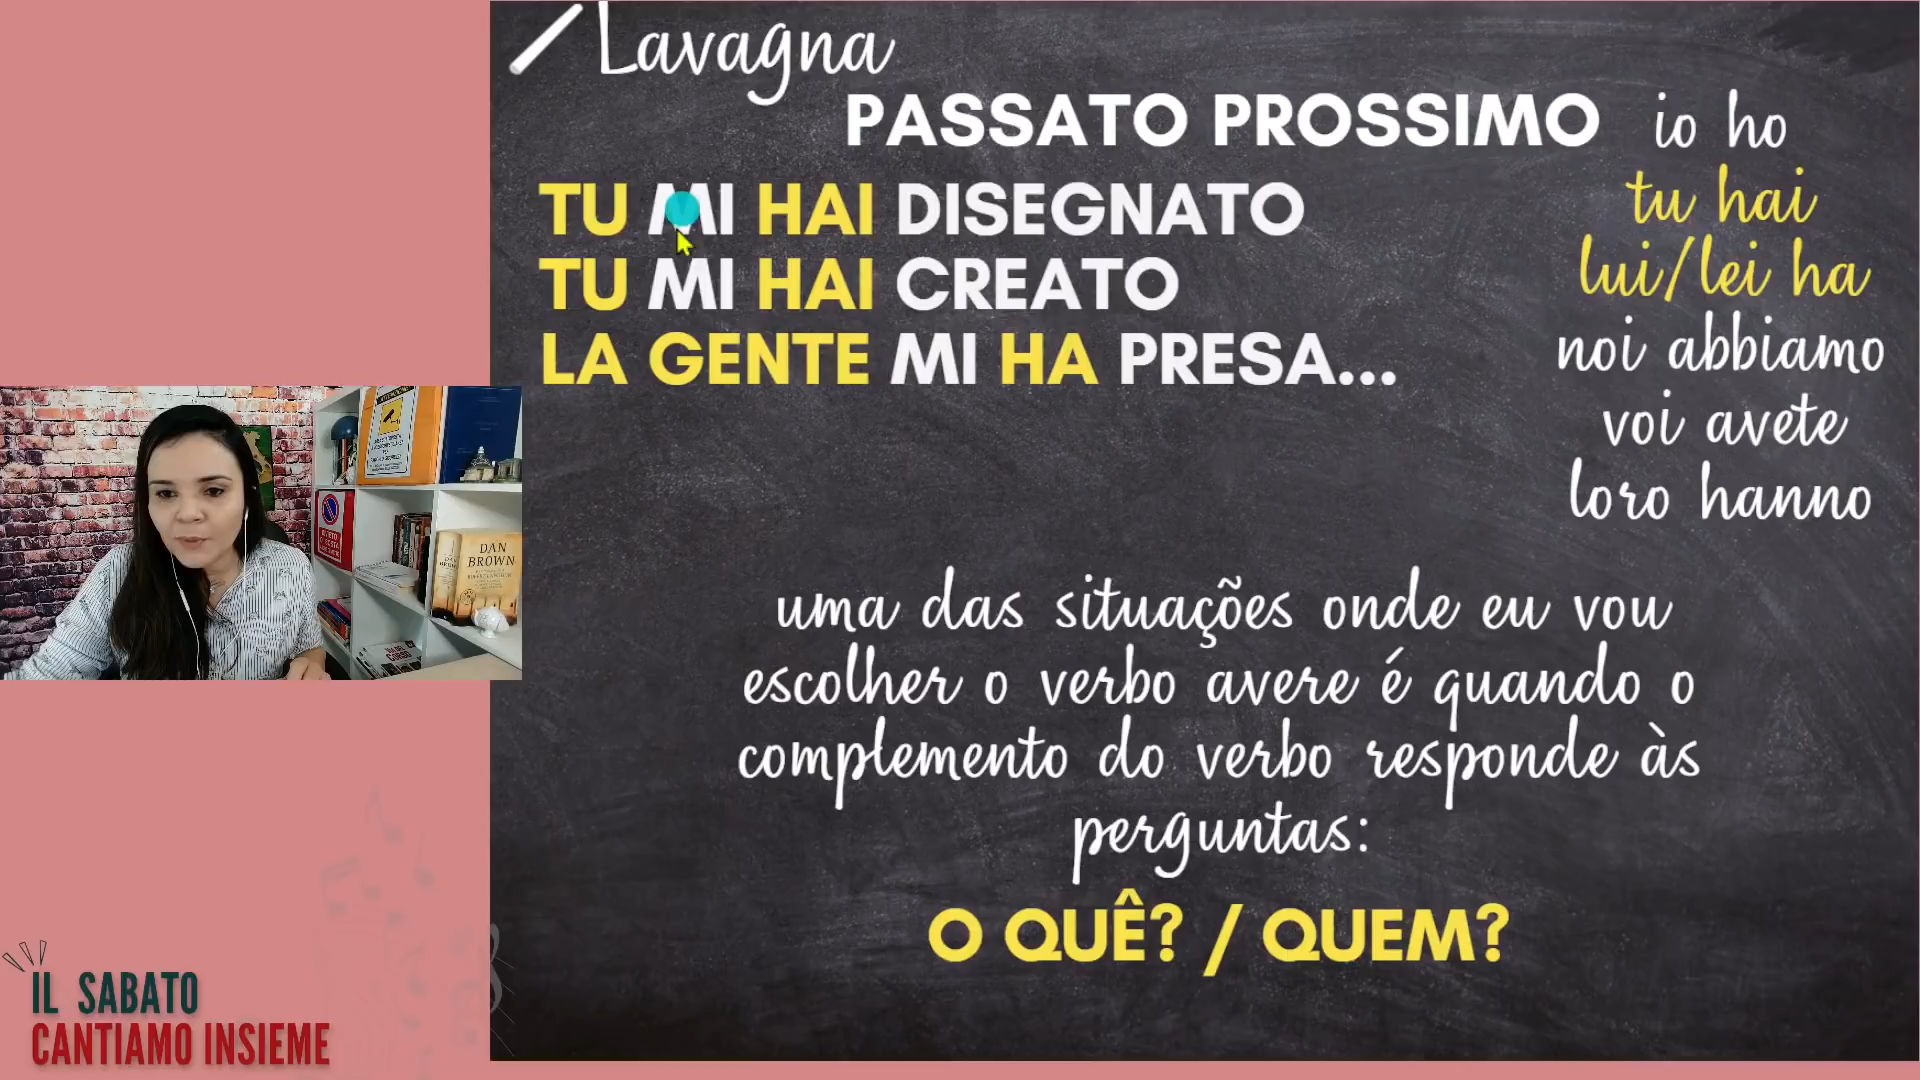 Lavagna
PASSATO PROSSIMO
TU MI HAI DISEGNATO
TU MI HAI CREATO
LA GENTE MI HA PRESA...
io ho
tu hai
lui/lei ha
noi abbiamo
voi avete
loro hanno
uma das situações onde eu vou
escolher o verbo avere é quando o
complemento do verbo responde às
perguntas:
O QUÊ? / QUEM?
DAN
BROWN
IL SABATO
CANTIAMO INSIEME